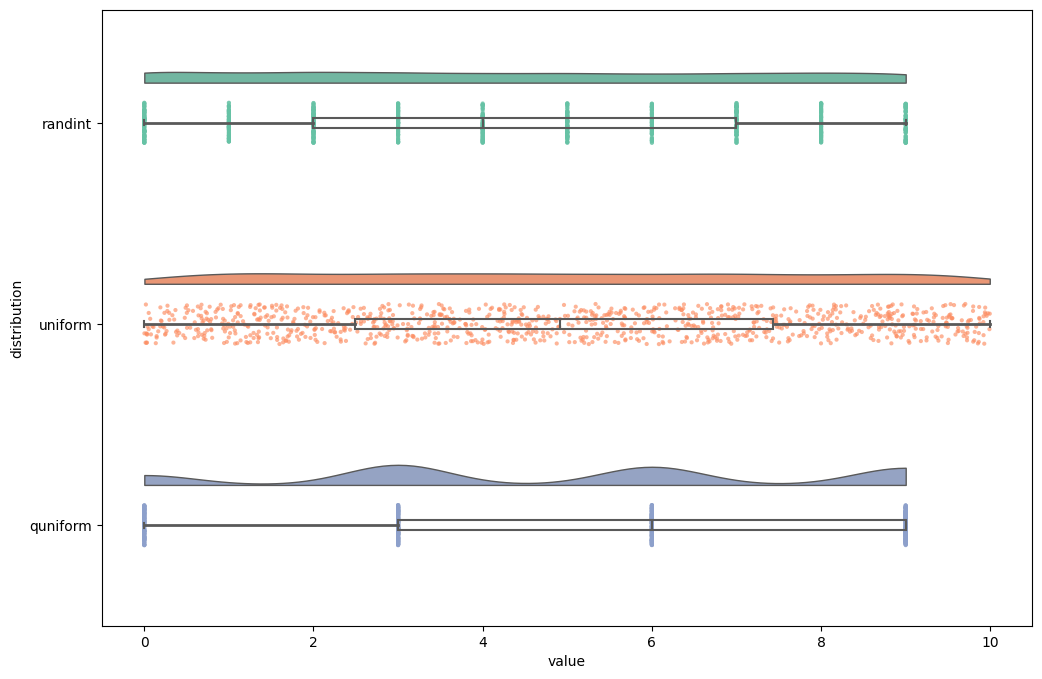 randint
uniform
quniform
distribution
0 2 4 6 8 10
value